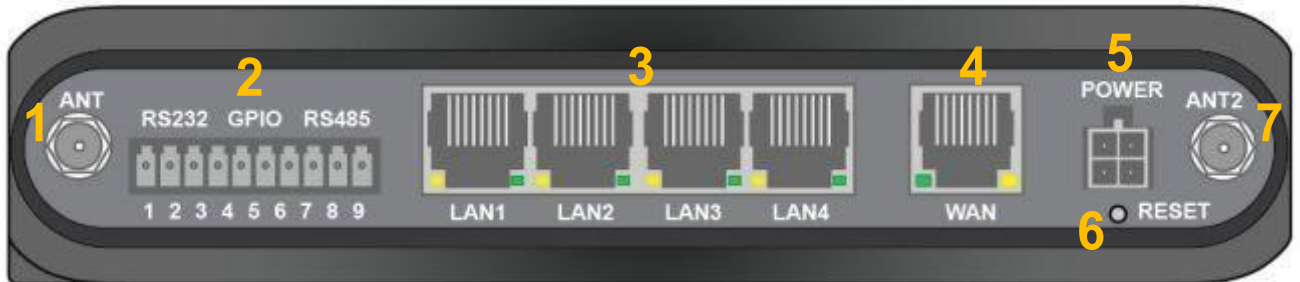 1
ANT
2
RS232 GPIO RS485
1 2 3 4 5 6 7 8 9
3
LAN1 LAN2 LAN3 LAN4
4
WAN
5
POWER
6
RESET
ANT2
7